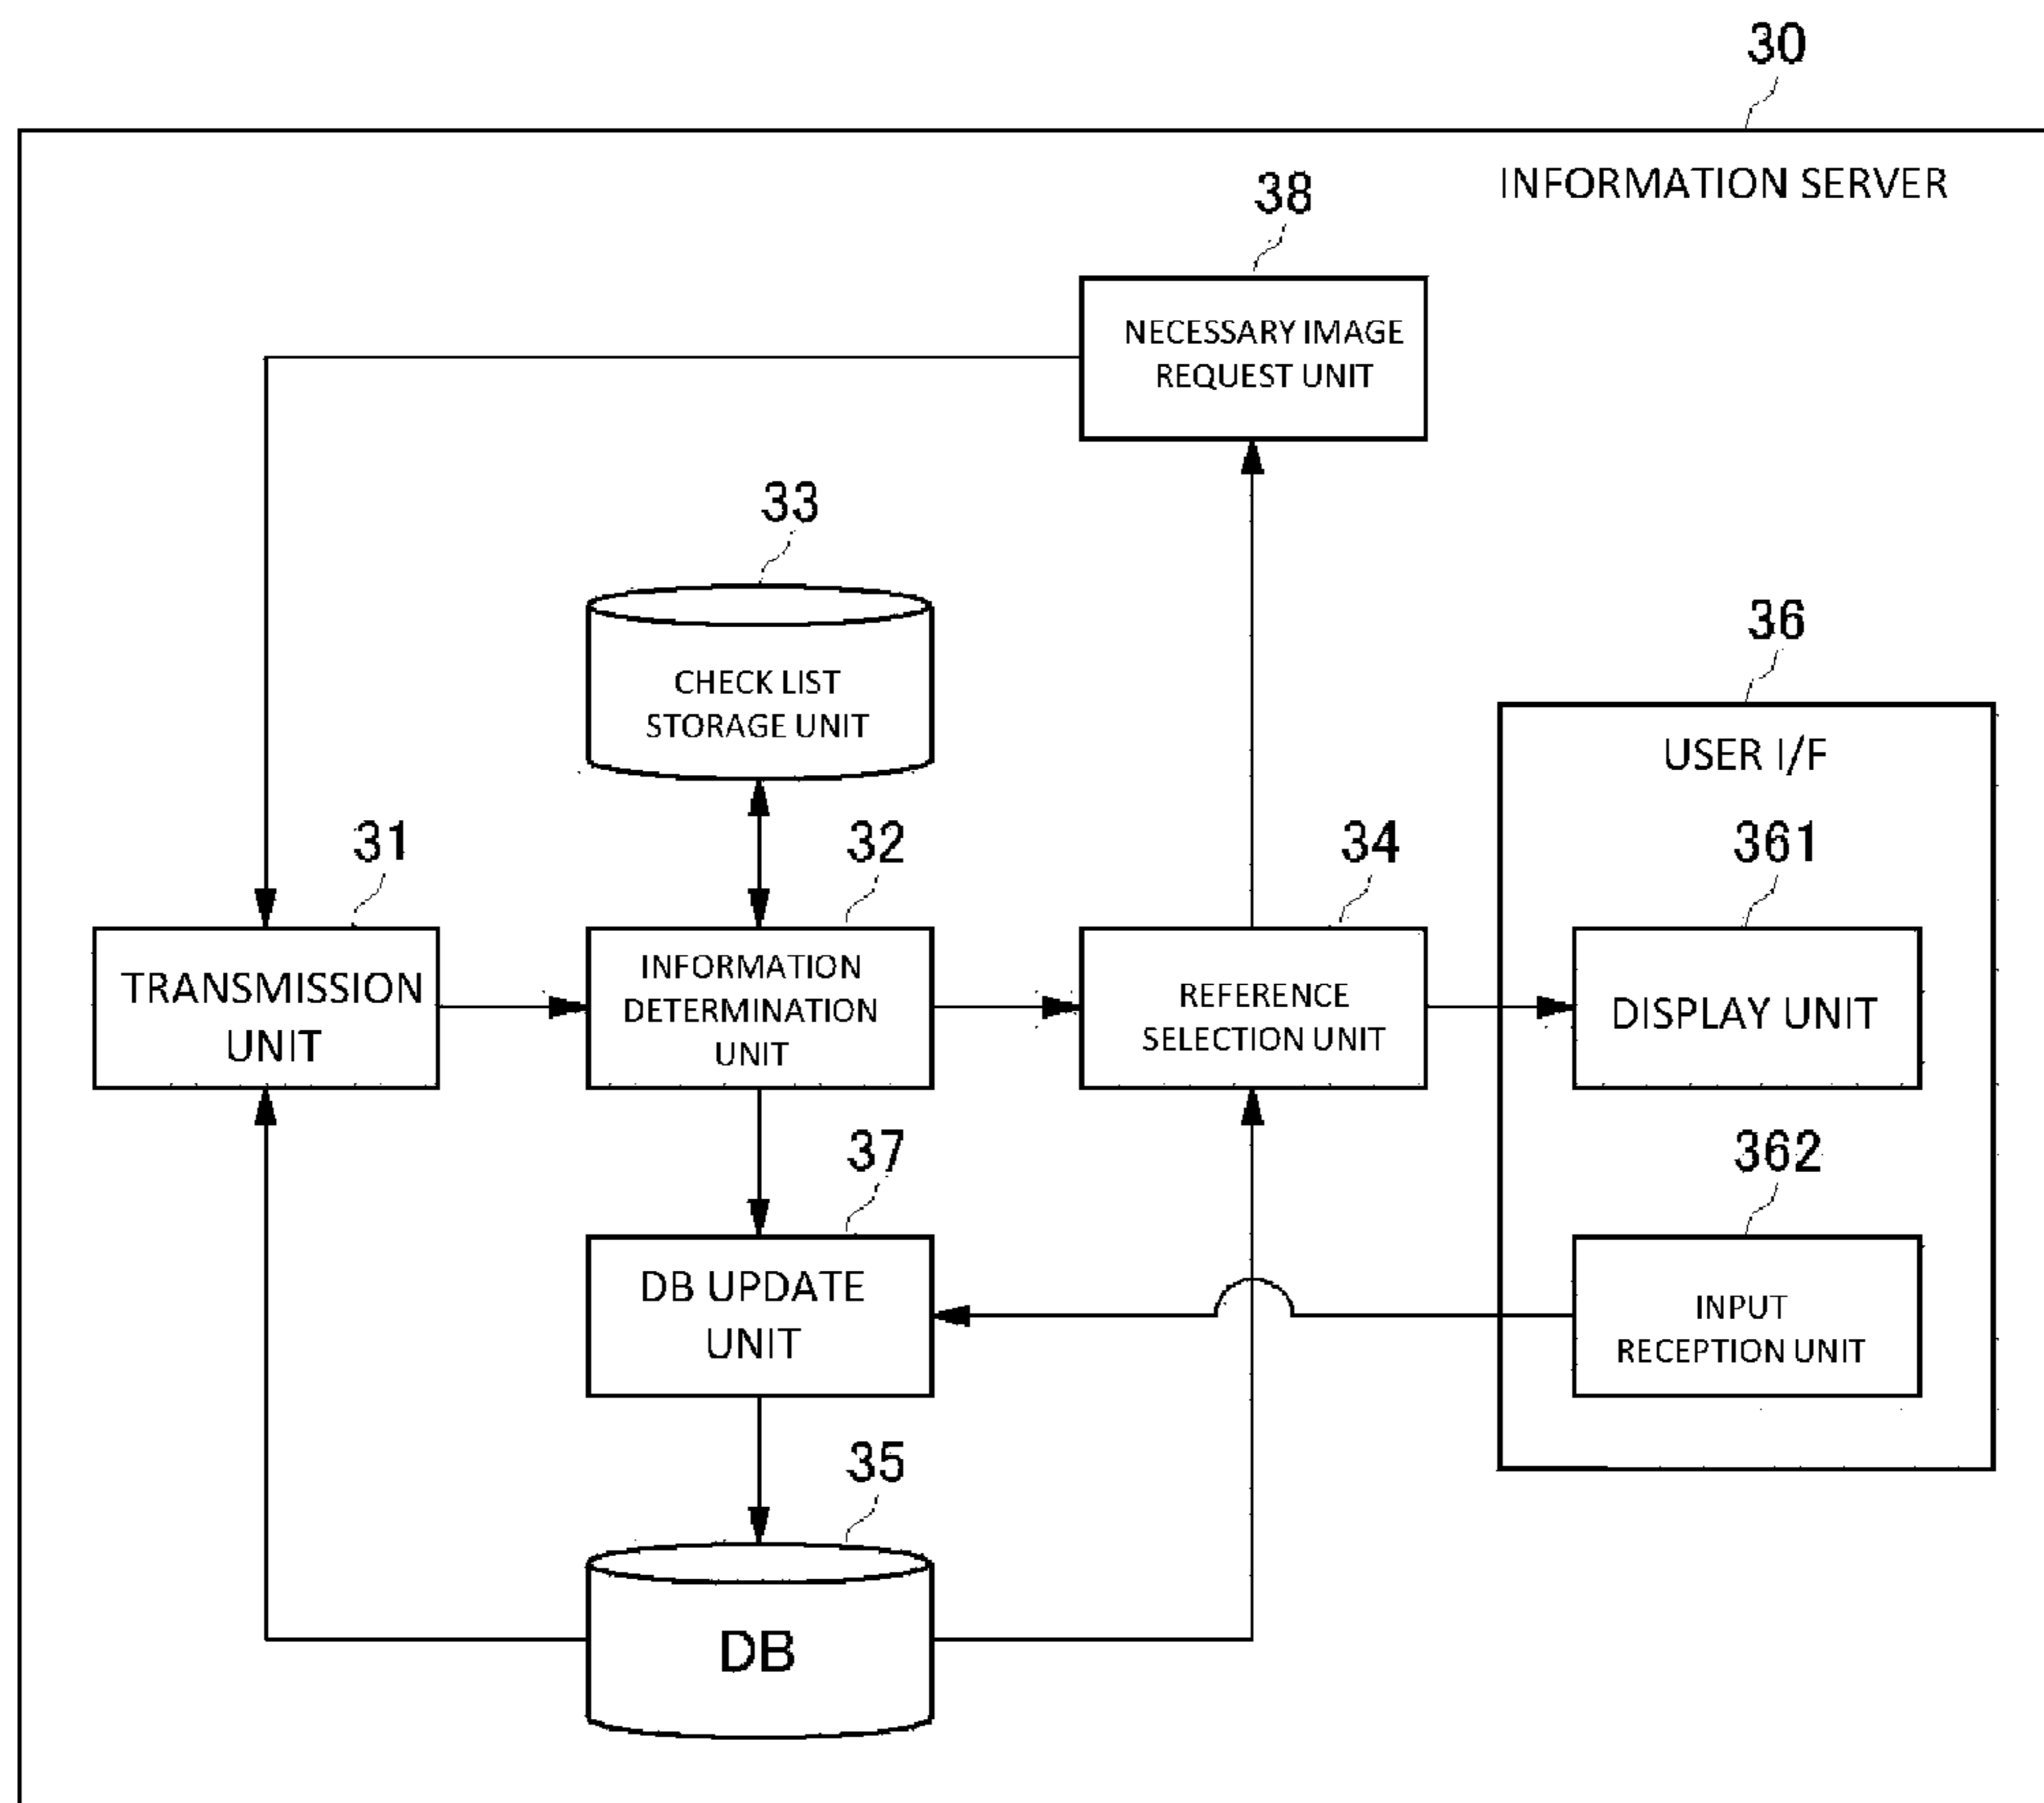 30
INFORMATION SERVER
38
NECESSARY IMAGE
REQUEST UNIT
33
CHECK LIST
STORAGE UNIT
36
USER I/F
31
TRANSMISSION
UNIT
32
INFORMATION
DETERMINATION
UNIT
34
REFERENCE
SELECTION UNIT
361
DISPLAY UNIT
37
DB UPDATE
UNIT
362
INPUT
RECEPTION UNIT
35
DB